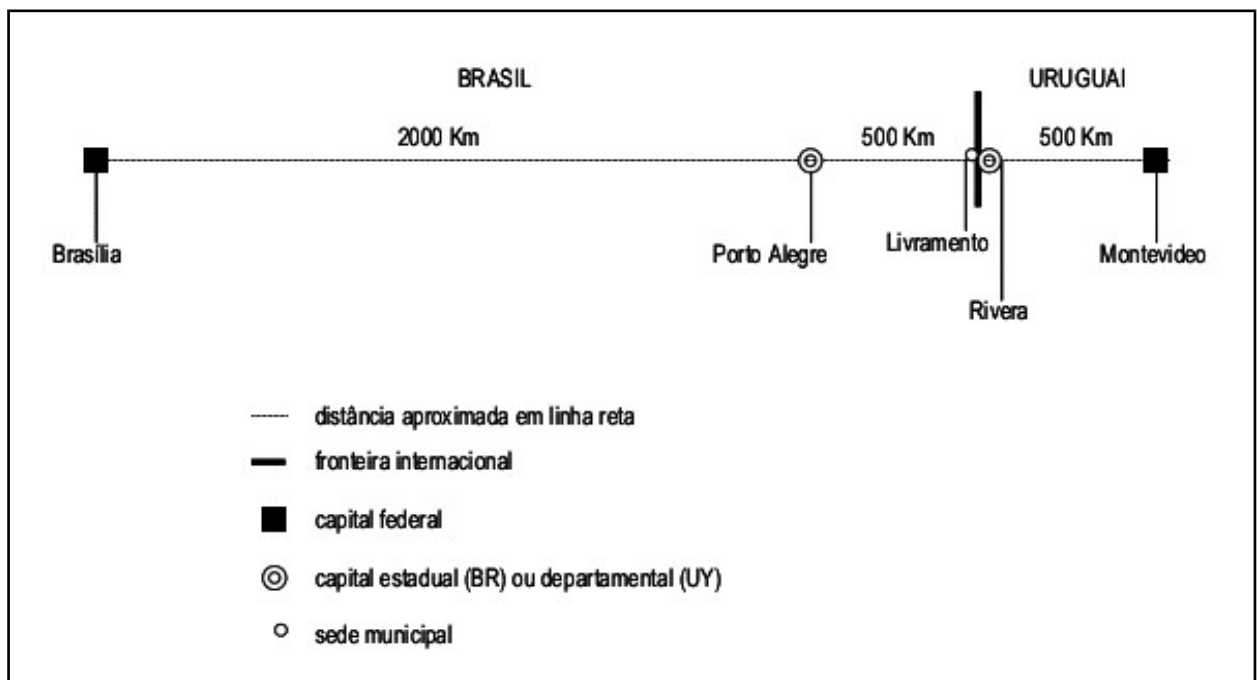 BRASIL URUGUAI
2000 Km 500 Km 500 Km
Brasília Porto Alegre Livramento Montevideo
Rivera
distância aproximada em linha reta
fronteira internacional
capital federal
capital estadual (BR) ou departamental (UY)
sede municipal